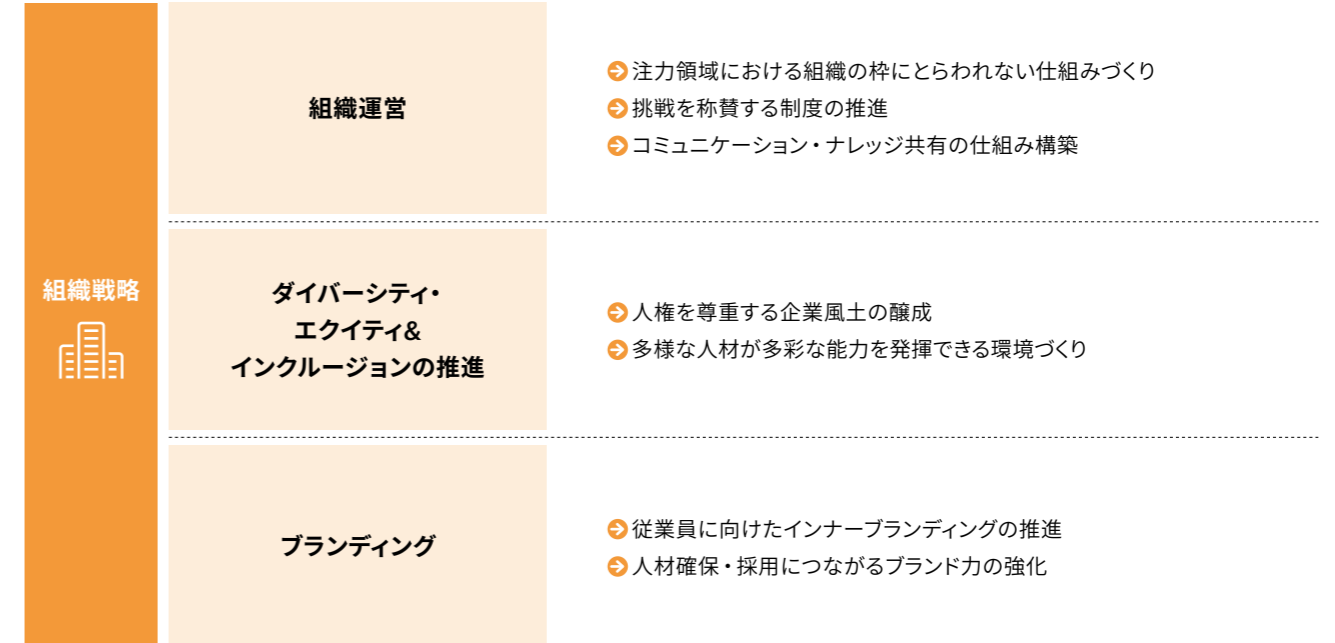 組織戦略
組織運営
注力領域における組織の枠にとらわれない仕組みづくり
挑戦を称賛する制度の推進
コミュニケーション・ナレッジ共有の仕組み構築
ダイバーシティ・
エクイティ&
インクルージョンの推進
人権を尊重する企業風土の醸成
多様な人材が多彩な能力を発揮できる環境づくり
ブランディング
従業員に向けたインナーブランディングの推進
人材確保・採用につながるブランド力の強化